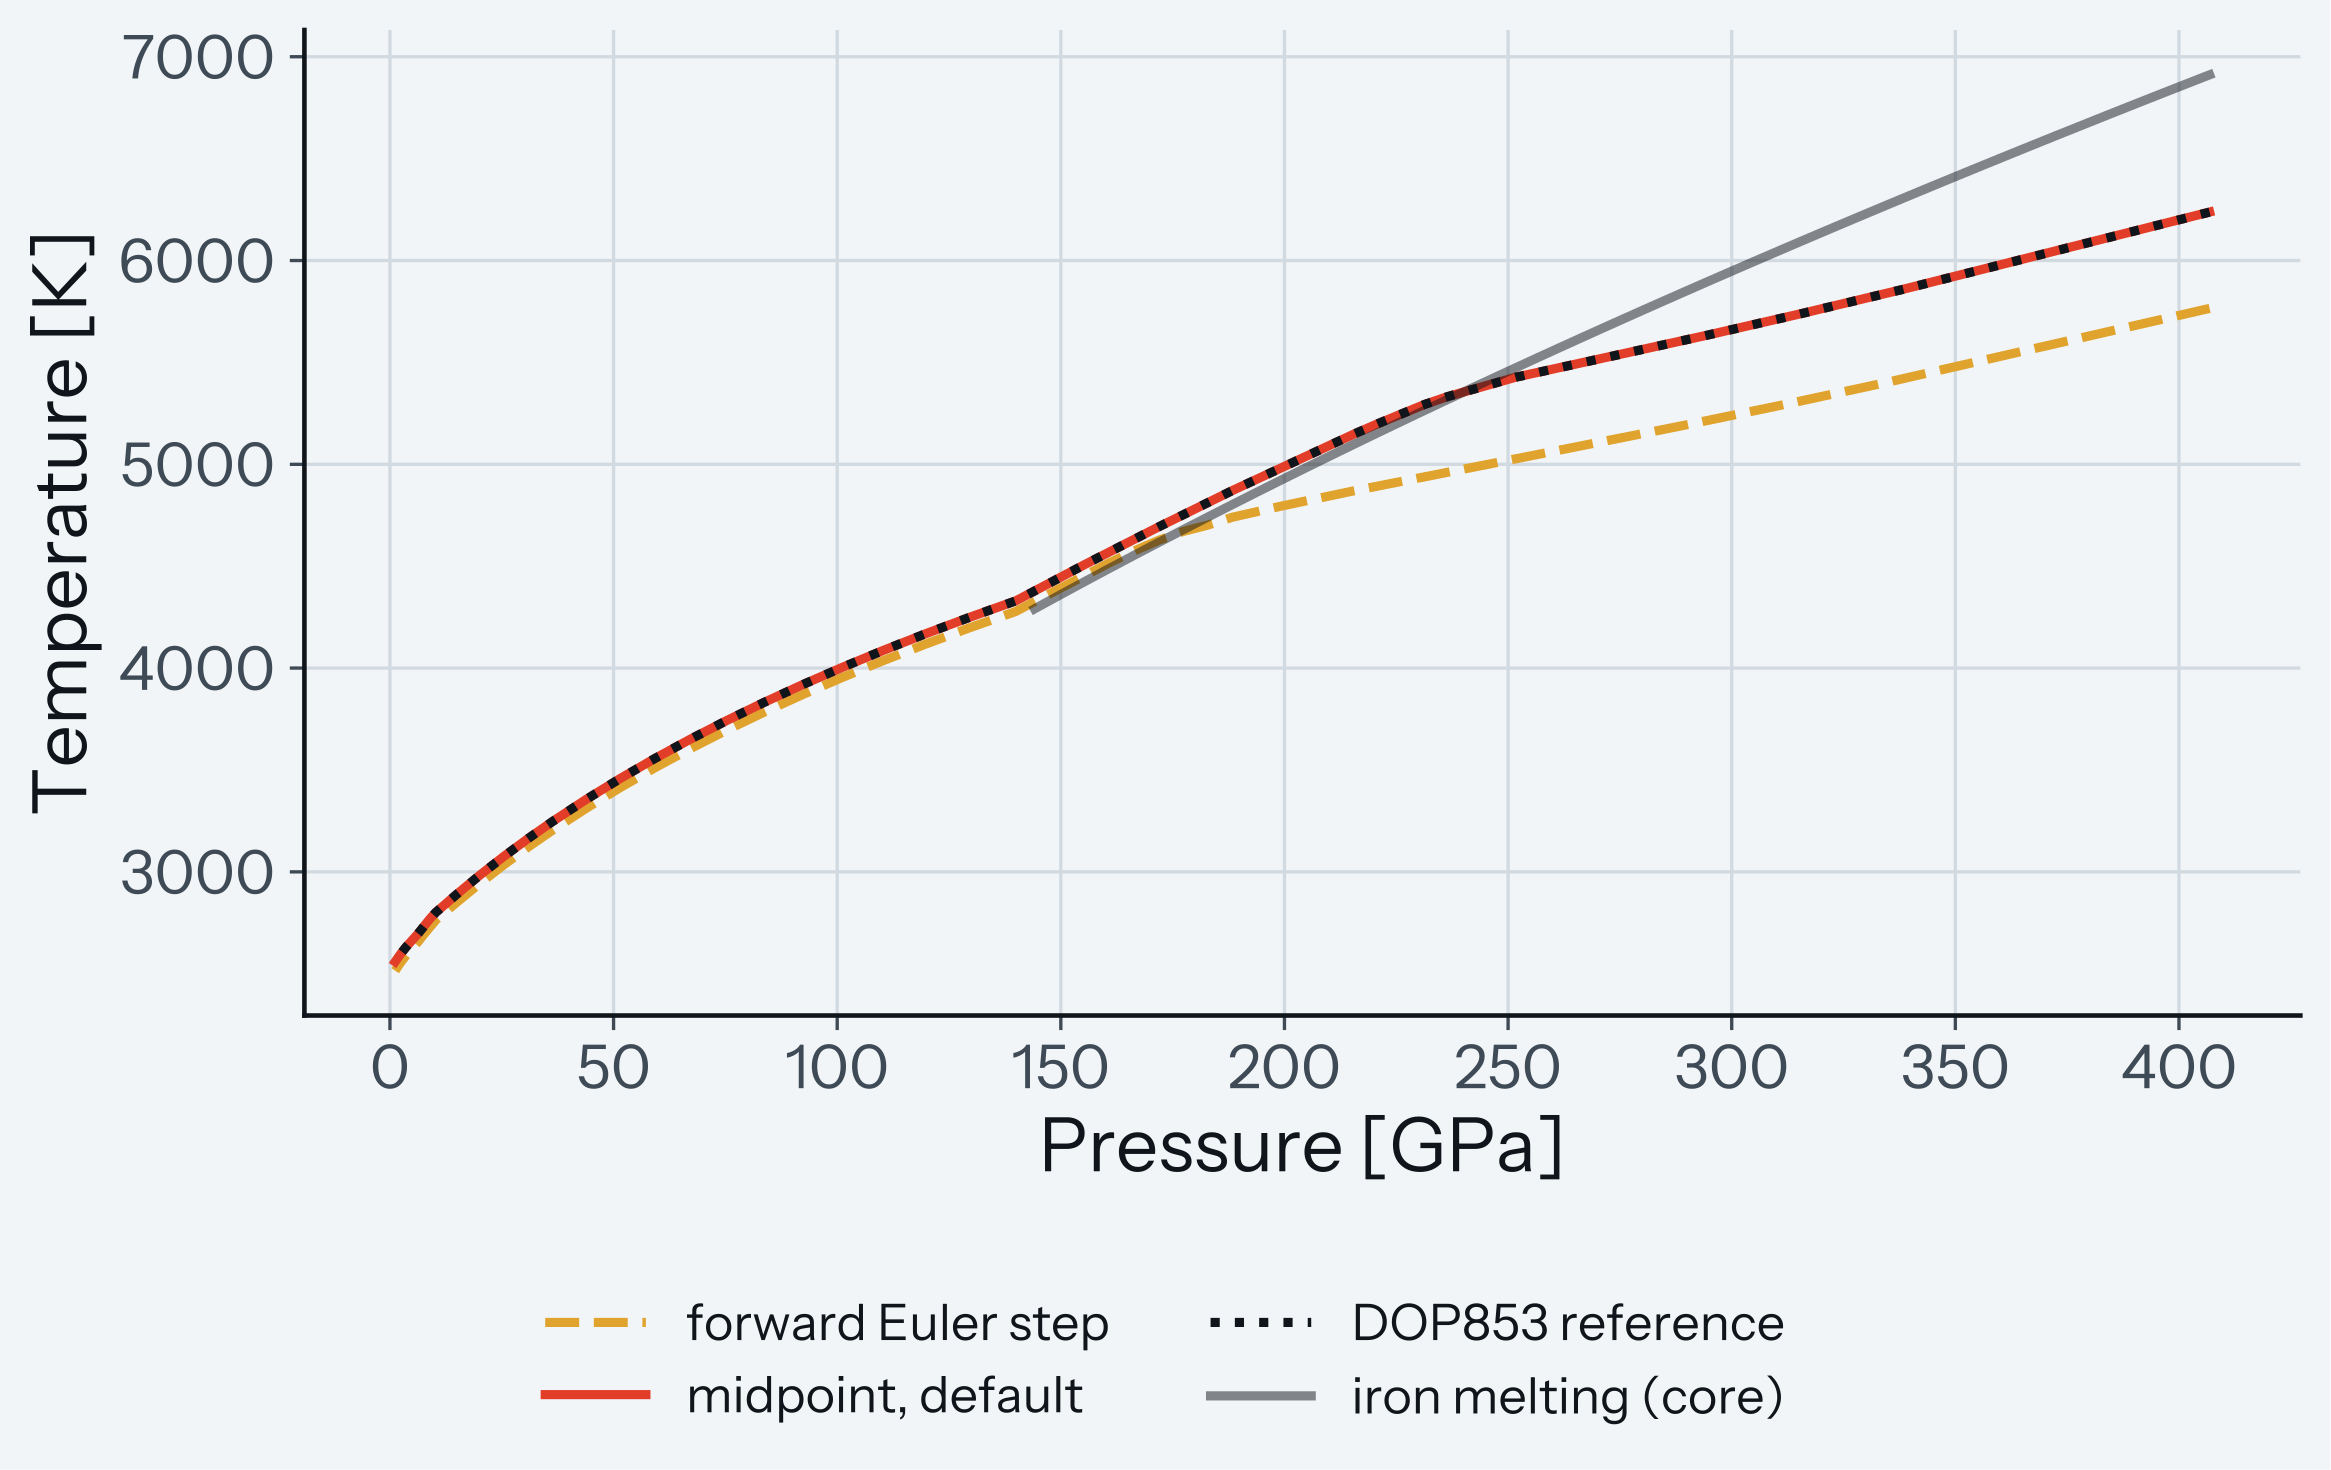 7000
6000
5000
4000
3000
Temperature [K]
0 50 100 150 200 250 300 350 400
Pressure [GPa]
forward Euler step
midpoint, default
DOP853 reference
iron melting (core)